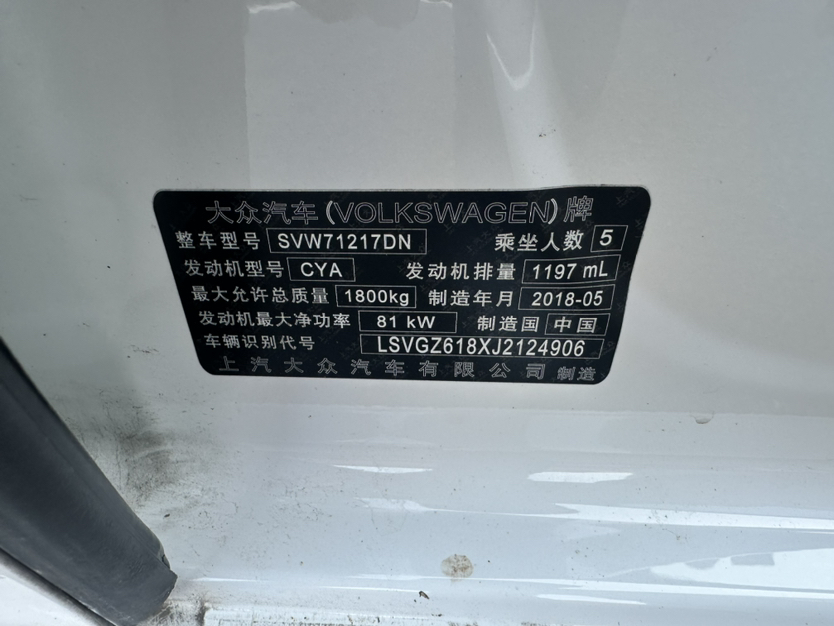 大众汽车(VOLKSWAGEN)牌
整车型号 SVW71217DN 乘坐人数 5
发动机型号 CYA 发动机排量 1197 mL
最大允许总质量 1800kg 制造年月 2018-05
发动机最大净功率 81 kW 制造国 中国
车辆识别代号 LSVGZ618XJ2124906
上汽大众汽车有限公司 制造